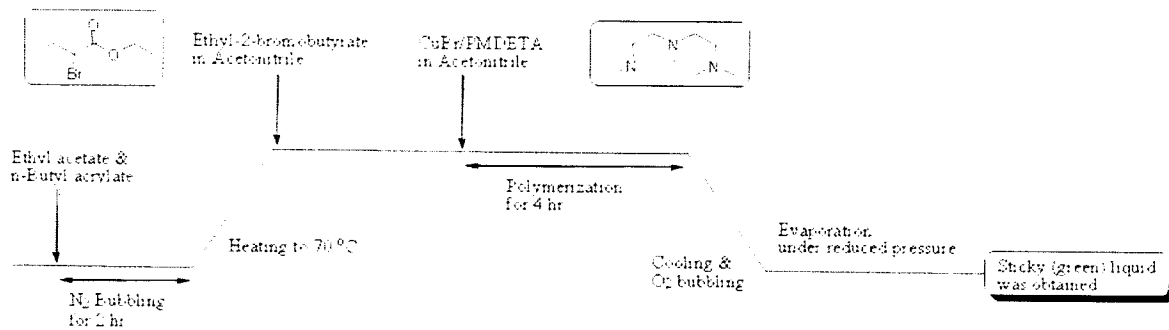 O
O
Br
Ethyl-2-bromobutyrate
in Acetonitrile
CuBr/PMDETA
in Acetonitrile
N
N
N
Ethyl acetate &
n-Butyl acrylate
Polymerization
for 4 hr
Heating to 70 °C
Evaporation
under reduced pressure
Cooling &
O2 bubbling
Sticky (green) liquid
was obtained
N2 Bubbling
for 2 hr